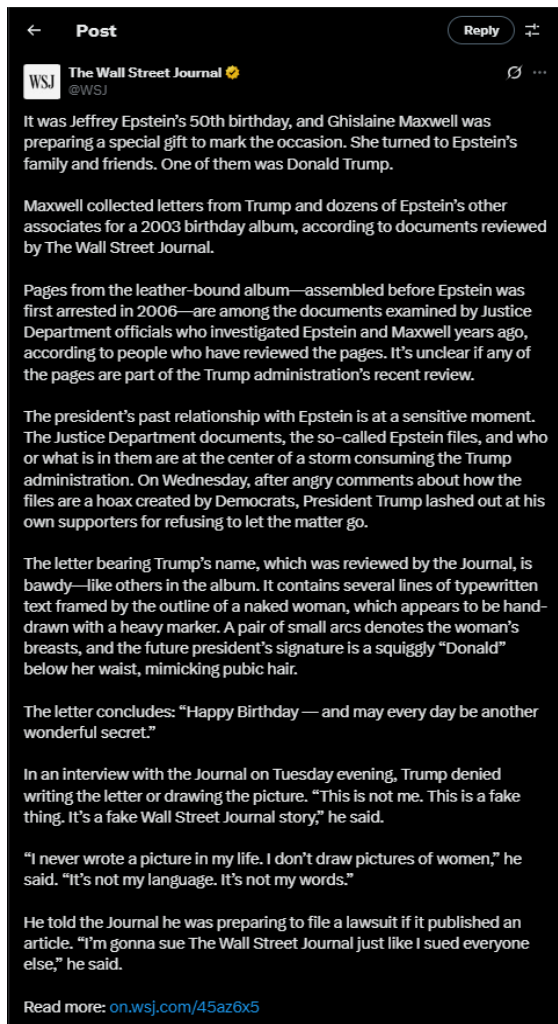 Post
Reply
WSJ
The Wall Street Journal
@WSJ
It was Jeffrey Epstein’s 50th birthday, and Ghislaine Maxwell was
preparing a special gift to mark the occasion. She turned to Epstein’s
family and friends. One of them was Donald Trump.
Maxwell collected letters from Trump and dozens of Epstein’s other
associates for a 2003 birthday album, according to documents reviewed
by The Wall Street Journal.
Pages from the leather-bound album—assembled before Epstein was
first arrested in 2006—are among the documents examined by Justice
Department officials who investigated Epstein and Maxwell years ago,
according to people who have reviewed the pages. It’s unclear if any of
the pages are part of the Trump administration’s recent review.
The president’s past relationship with Epstein is at a sensitive moment.
The Justice Department documents, the so-called Epstein files, and who
or what is in them are at the center of a storm consuming the Trump
administration. On Wednesday, after angry comments about how the
files are a hoax created by Democrats, President Trump lashed out at his
own supporters for refusing to let the matter go.
The letter bearing Trump’s name, which was reviewed by the Journal, is
bawdy—like others in the album. It contains several lines of typewritten
text framed by the outline of a naked woman, which appears to be hand-
drawn with a heavy marker. A pair of small arcs denotes the woman’s
breasts, and the future president’s signature is a squiggly “Donald”
below her waist, mimicking pubic hair.
The letter concludes: “Happy Birthday — and may every day be another
wonderful secret.”
In an interview with the Journal on Tuesday evening, Trump denied
writing the letter or drawing the picture. “This is not me. This is a fake
thing. It’s a fake Wall Street Journal story,” he said.
“I never wrote a picture in my life. I don’t draw pictures of women,” he
said. “It’s not my language. It’s not my words.”
He told the Journal he was preparing to file a lawsuit if it published an
article. “I’m gonna sue The Wall Street Journal just like I sued everyone
else,” he said.
Read more: on.wsj.com/45az6x5